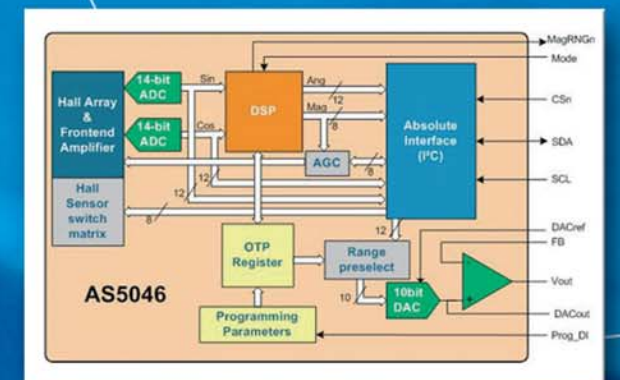 MagRNGn
Mode
14-bit
ADC
Sin
Hall Array
&
Frontend
Amplifier
DSP
Ang
12
Mag
8
CSn
14-bit
ADC
Cos
Absolute
Interface
(I²C)
SDA
AGC
8
12
12
SCL
Hall
Sensor
switch
matrix
8
12
DACref
FB
OTP
Register
Range
preselect
Vout
AS5046
10
10bit
DAC
+
-
DACout
Programming
Parameters
Prog_DI